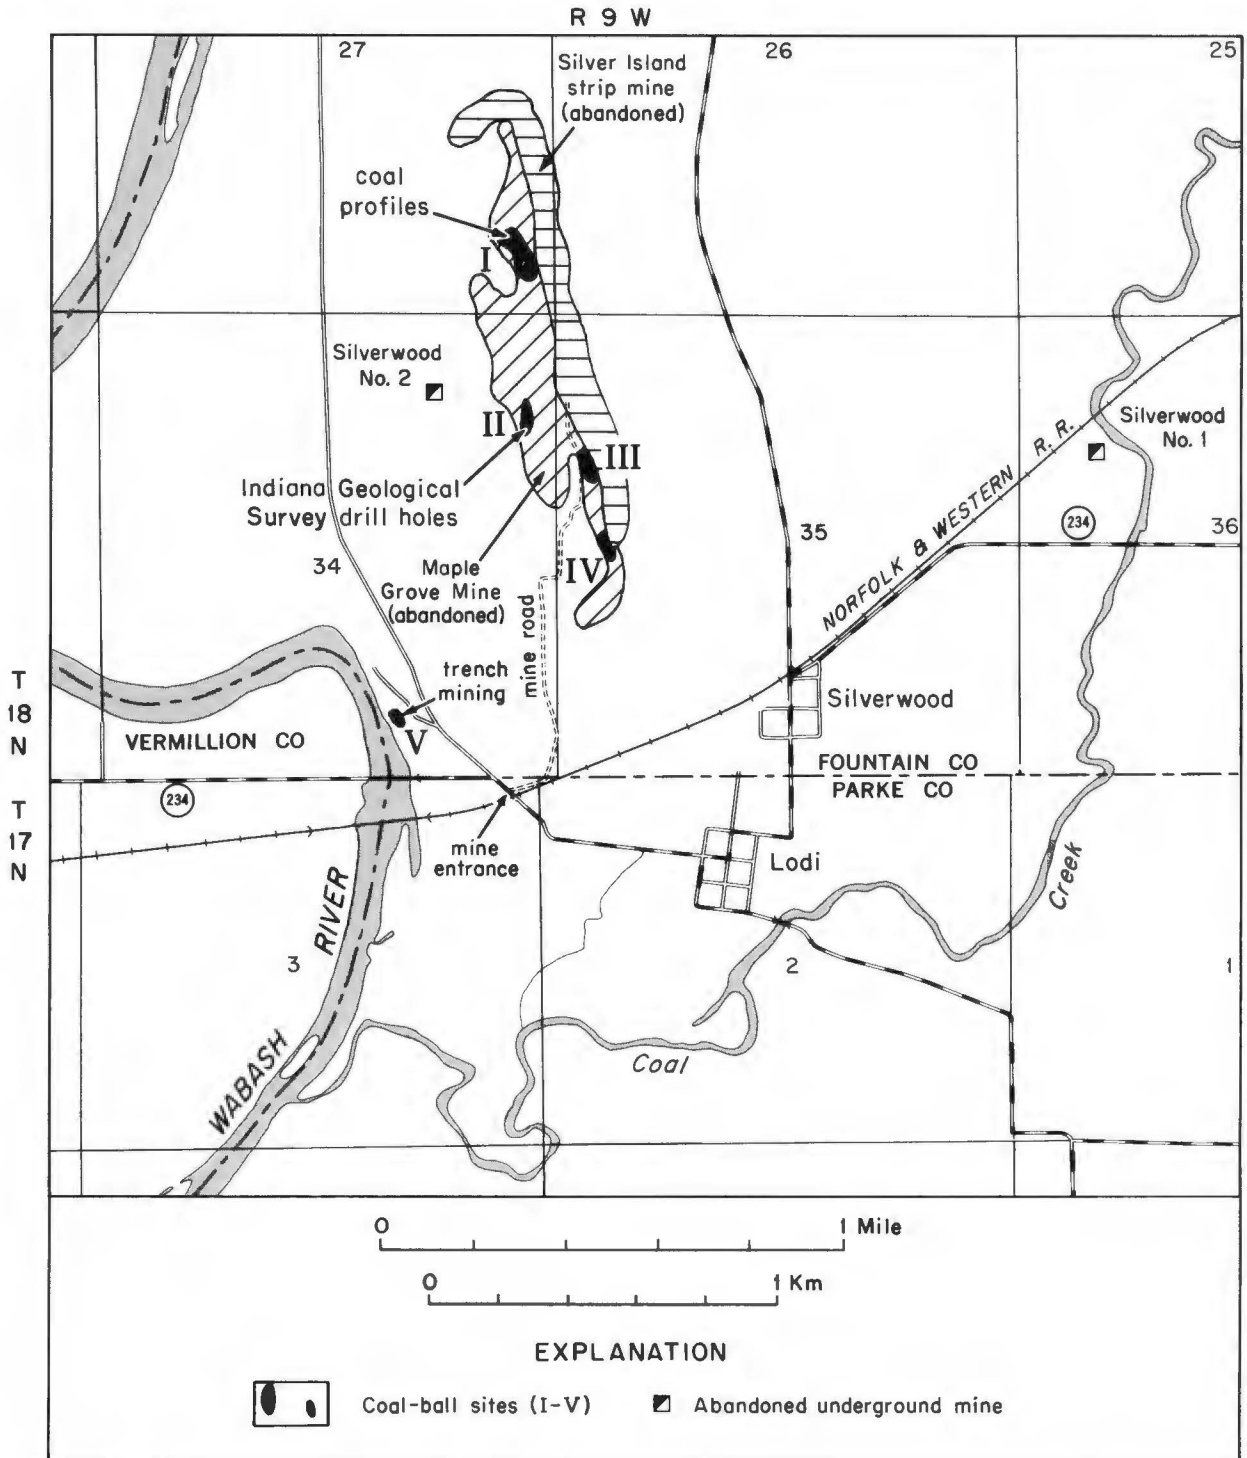 R 9 W
27
26
25
Silver Island
strip mine
(abandoned)
coal
profiles
I
Silverwood
No. 2
Silverwood
No. 1
II
III
Indiana Geological
Survey drill holes
NORFOLK & WESTERN R. R.
234
36
35
34
Maple
Grove Mine
(abandoned)
IV
mine road
trench
mining
T
18
N
Silverwood
V
VERMILLION CO
FOUNTAIN CO
PARKE CO
234
T
17
N
mine
entrance
Lodi
Creek
WABASH RIVER
3
2
1
Coal
0
1 Mile
0
1 Km
EXPLANATION
Coal-ball sites (I-V)
Abandoned underground mine